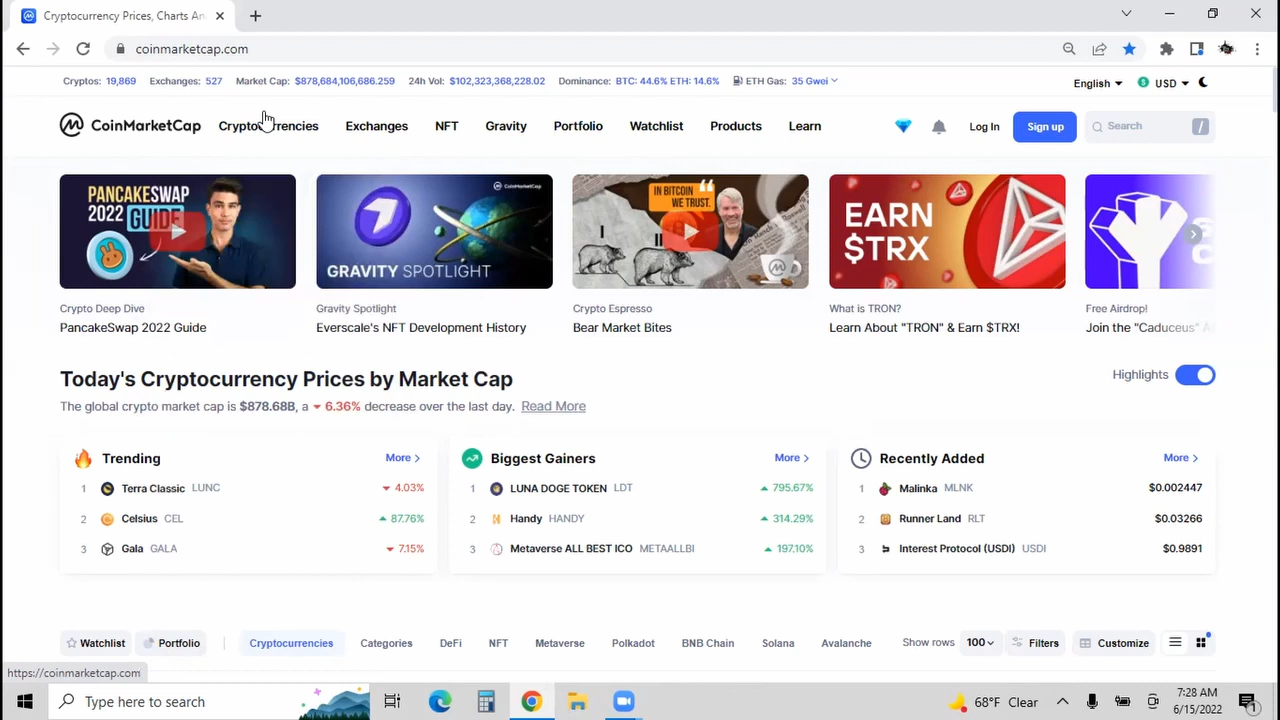 Cryptocurrency Prices, Charts An
coinmarketcap.com
Cryptos: 19,869 Exchanges: 527 Market Cap: $878,684,106,686.259 24h Vol: $102,323,368,228.02 Dominance: BTC: 44.6% ETH: 14.6% ETH Gas: 35 Gwei
English USD
CoinMarketCap Cryptocurrencies Exchanges NFT Gravity Portfolio Watchlist Products Learn Log In Sign up Search /
PANCAKESWAP
2022 GUIDE
CoinMarketCap
GRAVITY SPOTLIGHT
IN BITCOIN
WE TRUST.
EARN
$TRX
Crypto Deep Dive
PancakeSwap 2022 Guide
Gravity Spotlight
Everscale's NFT Development History
Crypto Espresso
Bear Market Bites
What is TRON?
Learn About "TRON" & Earn $TRX!
Free Airdrop!
Join the "Caduceus" A
Today's Cryptocurrency Prices by Market Cap
Highlights
The global crypto market cap is $878.68B, a 6.36% decrease over the last day. Read More
Trending More
1 Terra Classic LUNC 4.03%
2 Celsius CEL 87.76%
3 Gala GALA 7.15%
Biggest Gainers More
1 LUNA DOGE TOKEN LDT 795.67%
2 Handy HANDY 314.29%
3 Metaverse ALL BEST ICO METAALLBI 197.10%
Recently Added More
1 Malinka MLNK $0.002447
2 Runner Land RLT $0.03266
3 Interest Protocol (USDI) USDI $0.9891
Watchlist Portfolio Cryptocurrencies Categories DeFi NFT Metaverse Polkadot BNB Chain Solana Avalanche Show rows 100 Filters Customize
https://coinmarketcap.com
Type here to search
68°F Clear
7:28 AM
6/15/2022
1